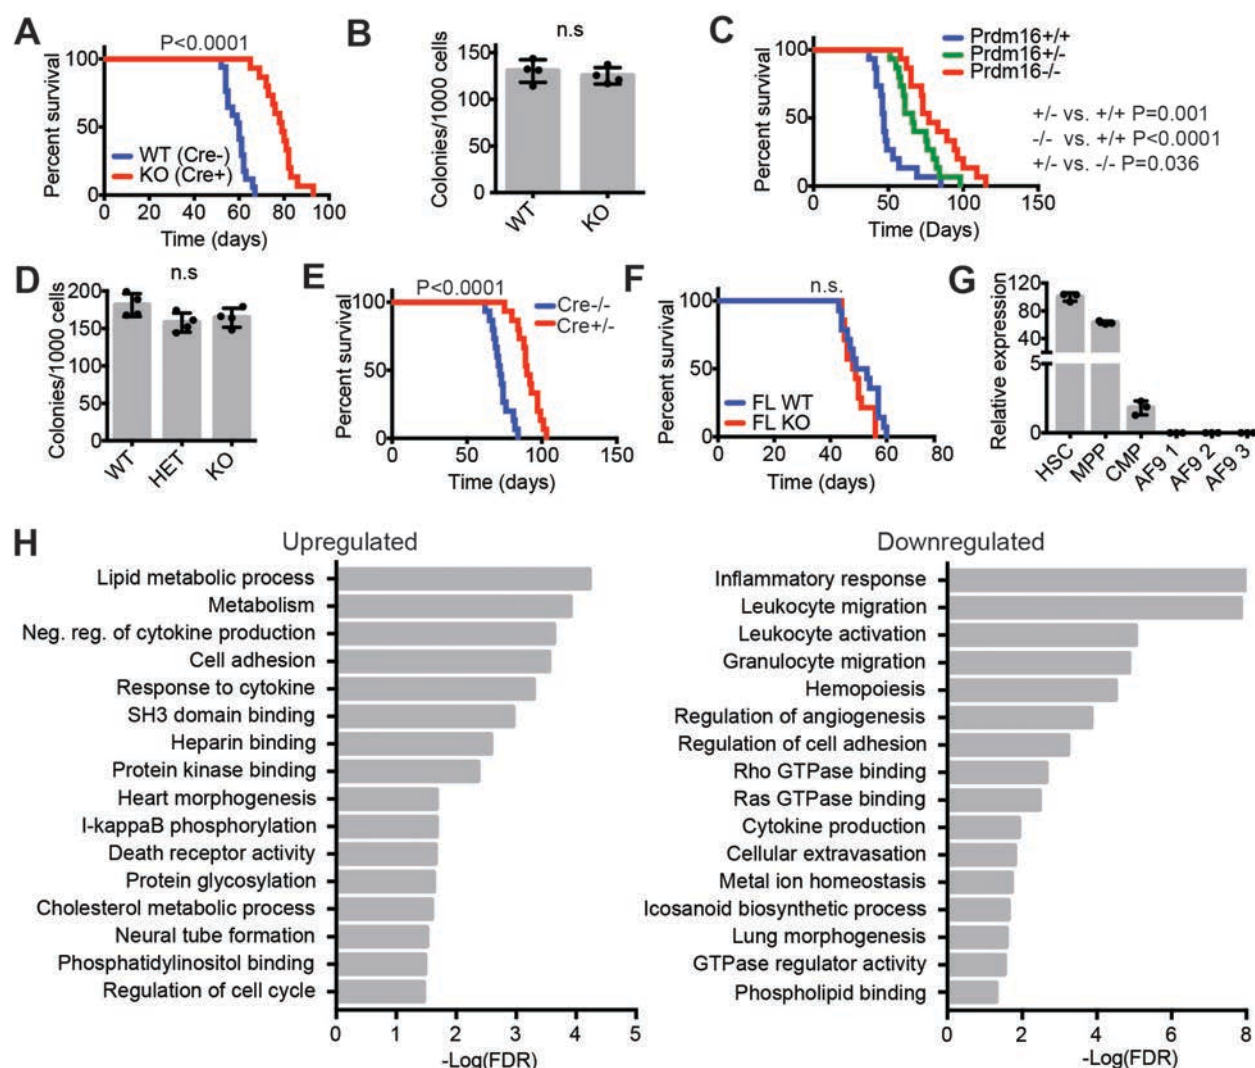 A
P<0.0001
Percent survival
100
50
0
WT (Cre-)
KO (Cre+)
0 20 40 60 80 100
Time (days)
B
n.s
Colonies/1000 cells
150
100
50
0
WT KO
C
Prdm16+/+
Prdm16+/-
Prdm16-/-
Percent survival
100
50
0
0 50 100 150
Time (Days)
+/- vs. +/+ P=0.001
-/- vs. +/+ P<0.0001
+/- vs. -/- P=0.036
D
n.s
Colonies/1000 cells
200
150
100
50
0
WT HET KO
E
P<0.0001
Percent survival
100
50
0
Cre-/-
Cre+/-
0 50 100 150
Time (days)
F
n.s.
Percent survival
100
50
0
FL WT
FL KO
0 20 40 60 80
Time (days)
G
Relative expression
120
80
40
5
0
HSC MPP CMP AF9 1 AF9 2 AF9 3
H
Upregulated
Lipid metabolic process
Metabolism
Neg. reg. of cytokine production
Cell adhesion
Response to cytokine
SH3 domain binding
Heparin binding
Protein kinase binding
Heart morphogenesis
I-kappaB phosphorylation
Death receptor activity
Protein glycosylation
Cholesterol metabolic process
Neural tube formation
Phosphatidylinositol binding
Regulation of cell cycle
0 1 2 3 4 5
-Log(FDR)
Downregulated
Inflammatory response
Leukocyte migration
Leukocyte activation
Granulocyte migration
Hemopoiesis
Regulation of angiogenesis
Regulation of cell adhesion
Rho GTPase binding
Ras GTPase binding
Cytokine production
Cellular extravasation
Metal ion homeostasis
Icosanoid biosynthetic process
Lung morphogenesis
GTPase regulator activity
Phospholipid binding
0 2 4 6 8
-Log(FDR)